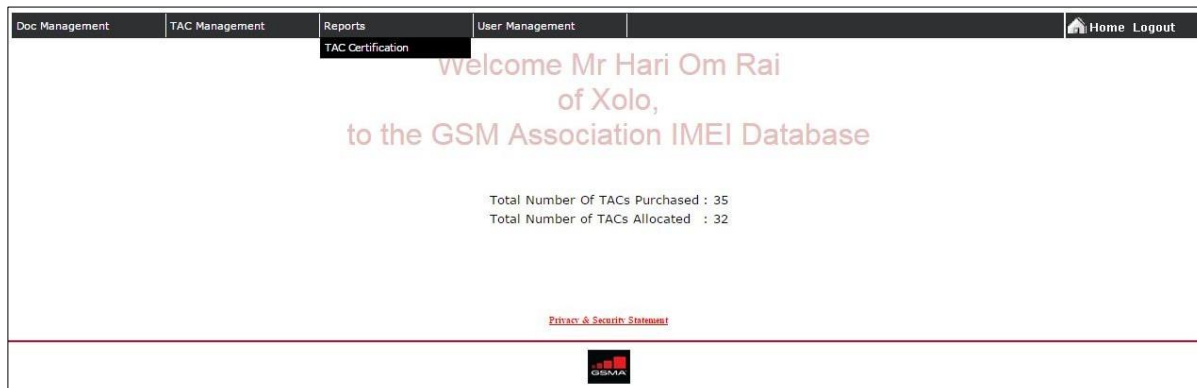 Doc Management TAC Management Reports User Management Home Logout
TAC Certification
Welcome Mr Hari Om Rai
of Xolo,
to the GSM Association IMEI Database
Total Number Of TACs Purchased : 35
Total Number of TACs Allocated : 32
Privacy & Security Statement
GSMA